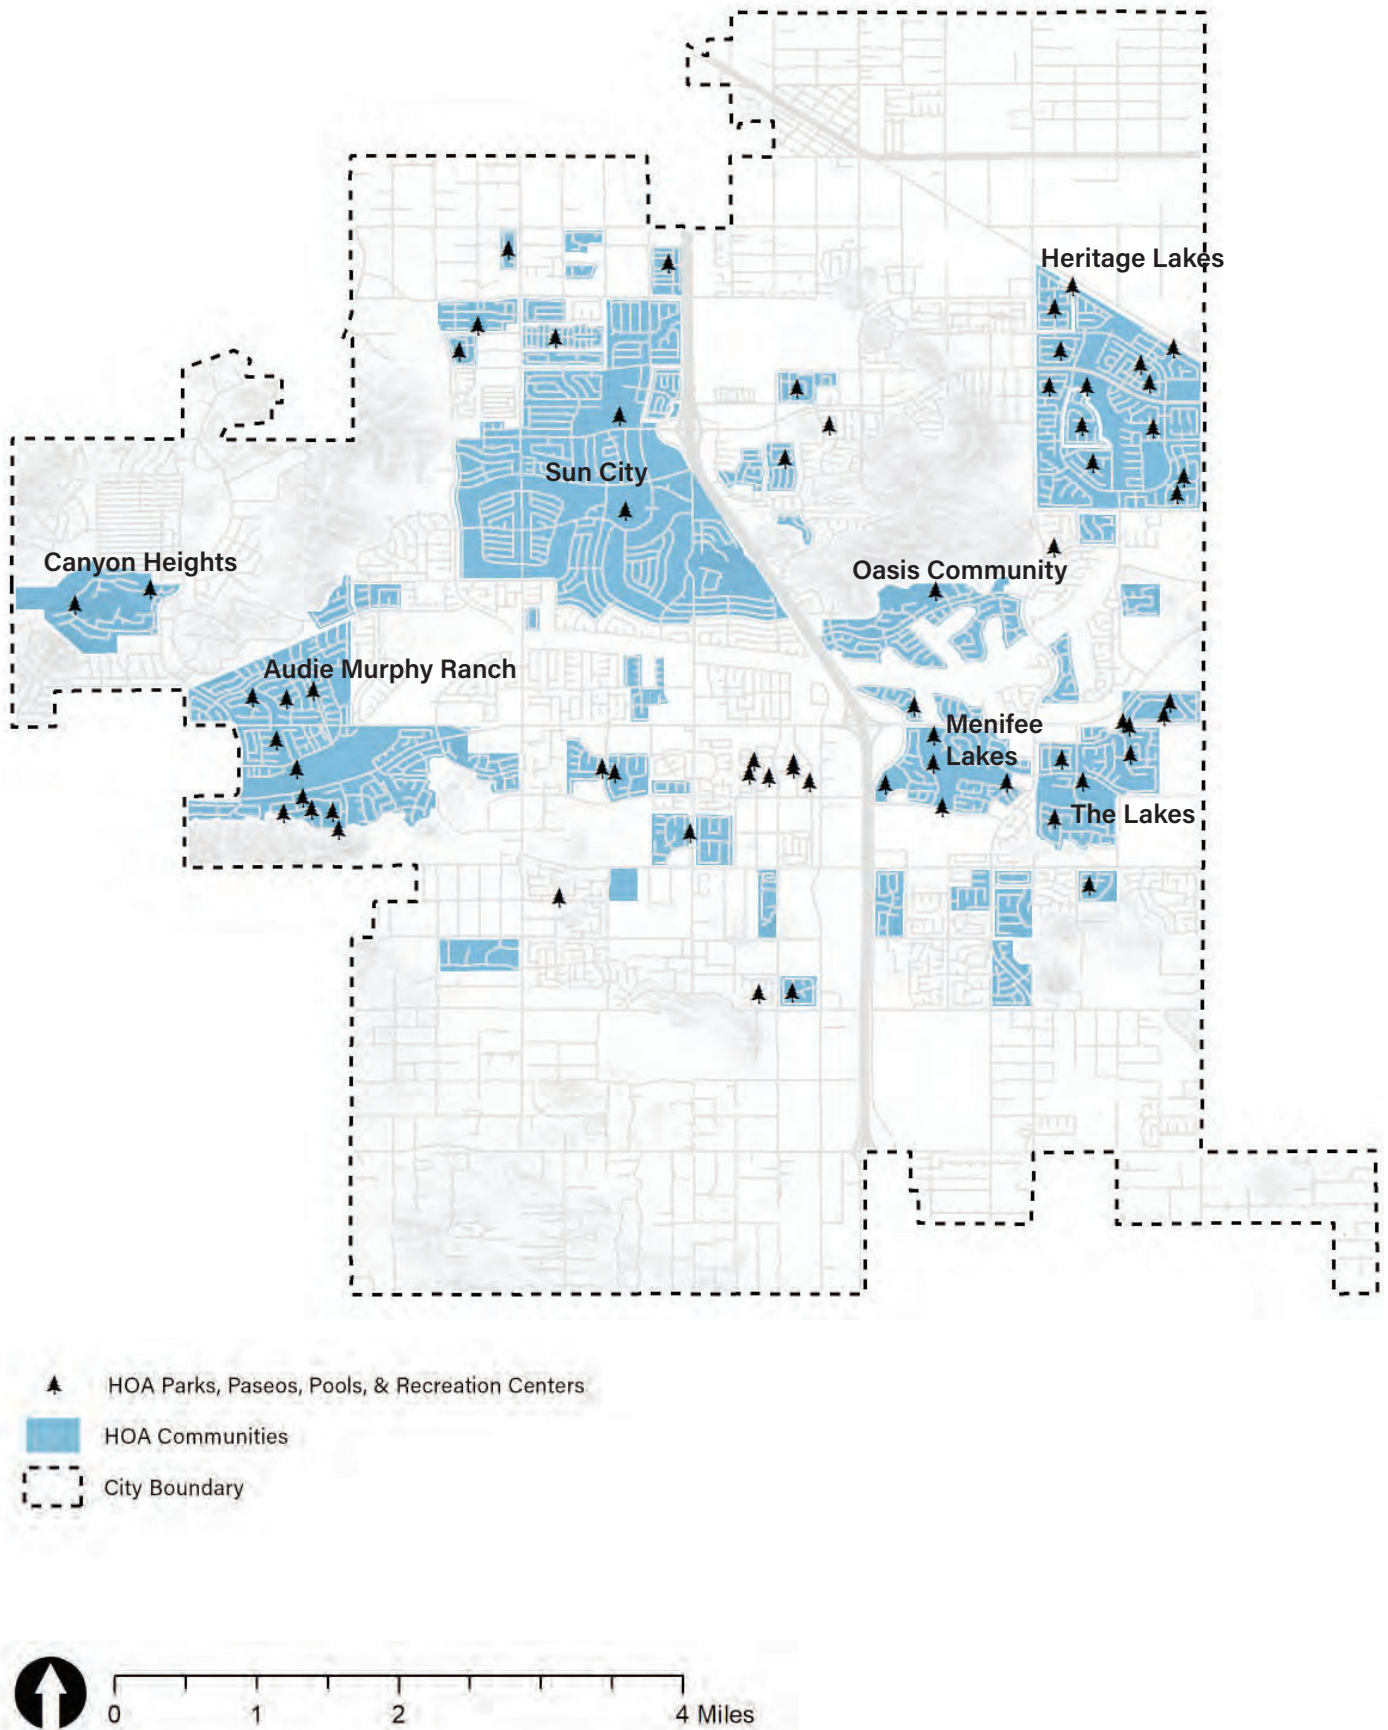 Heritage Lakes
Sun City
Canyon Heights
Oasis Community
Audie Murphy Ranch
Menifee
Lakes
The Lakes
HOA Parks, Paseos, Pools, & Recreation Centers
HOA Communities
City Boundary
0 1 2 4 Miles